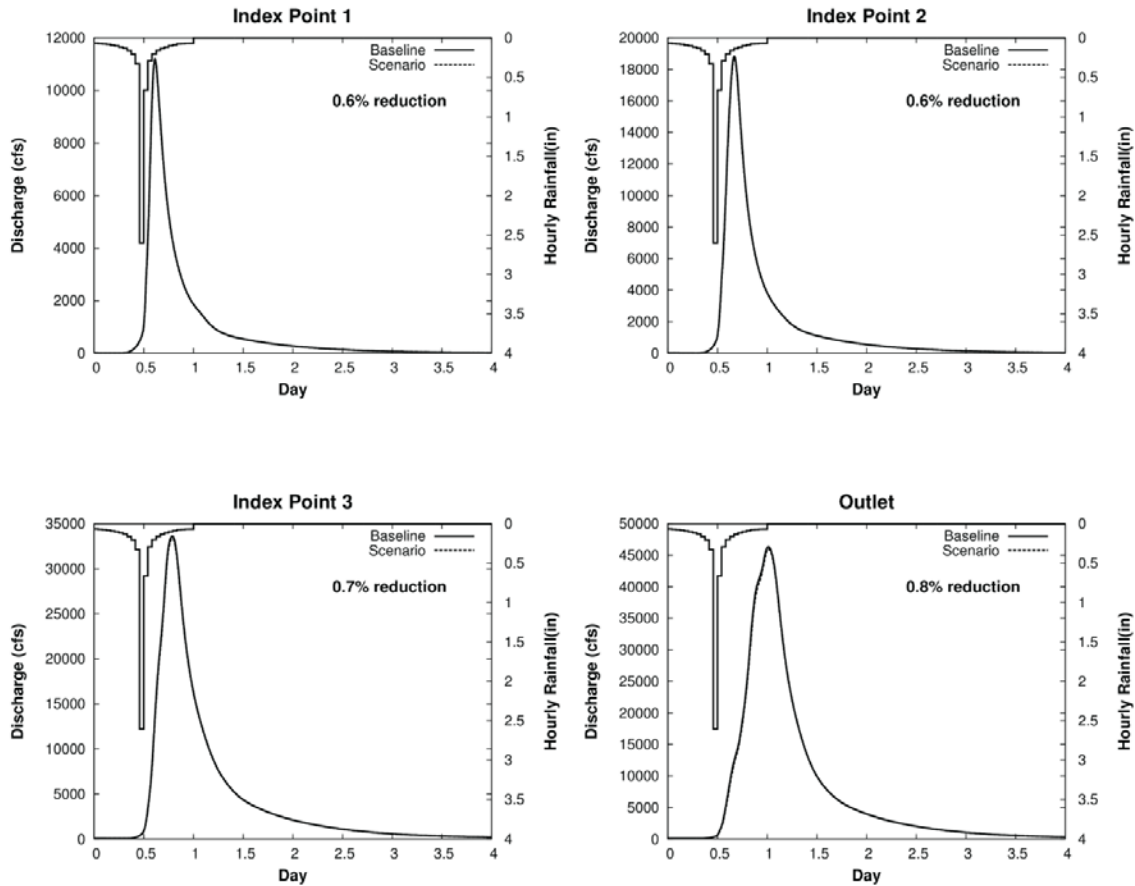 Index Point 1
12000
10000
8000
6000
4000
2000
0
Discharge (cfs)
Baseline
Scenario
0.6% reduction
0
0.5
1
1.5
2
2.5
3
3.5
4
Hourly Rainfall(in)
0 0.5 1 1.5 2 2.5 3 3.5 4
Day
Index Point 2
20000
18000
16000
14000
12000
10000
8000
6000
4000
2000
0
Discharge (cfs)
Baseline
Scenario
0.6% reduction
0
0.5
1
1.5
2
2.5
3
3.5
4
Hourly Rainfall(in)
0 0.5 1 1.5 2 2.5 3 3.5 4
Day
Index Point 3
35000
30000
25000
20000
15000
10000
5000
0
Discharge (cfs)
Baseline
Scenario
0.7% reduction
0
0.5
1
1.5
2
2.5
3
3.5
4
Hourly Rainfall(in)
0 0.5 1 1.5 2 2.5 3 3.5 4
Day
Outlet
50000
45000
40000
35000
30000
25000
20000
15000
10000
5000
0
Discharge (cfs)
Baseline
Scenario
0.8% reduction
0
0.5
1
1.5
2
2.5
3
3.5
4
Hourly Rainfall(in)
0 0.5 1 1.5 2 2.5 3 3.5 4
Day